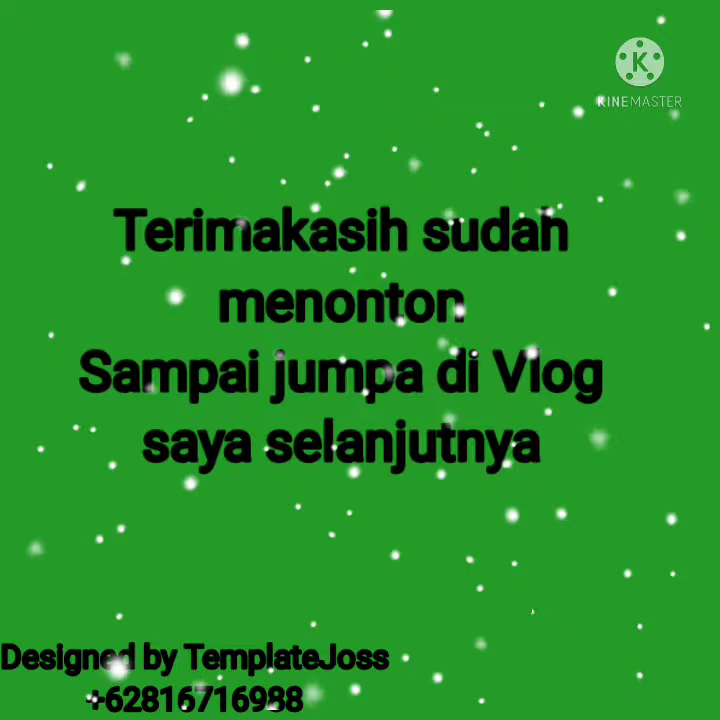 KINEMASTER
Terimakasih sudah
menonton
Sampai jumpa di Vlog
saya selanjutnya
Designed by TemplateJoss
+62816716988